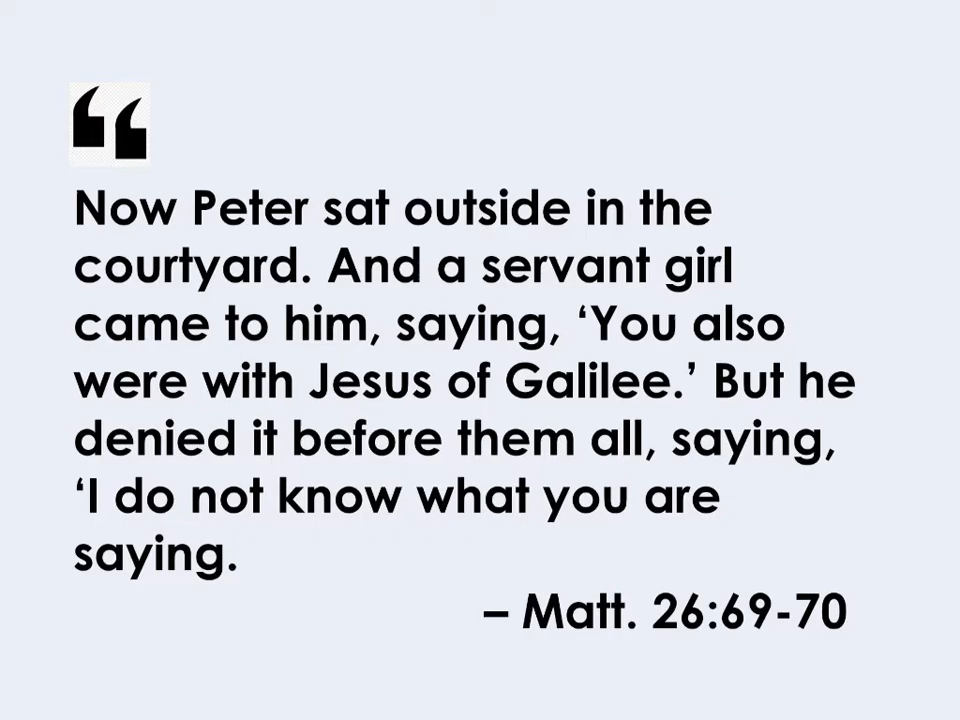 “
Now Peter sat outside in the
courtyard. And a servant girl
came to him, saying, ‘You also
were with Jesus of Galilee.’ But he
denied it before them all, saying,
‘I do not know what you are
saying.
– Matt. 26:69-70